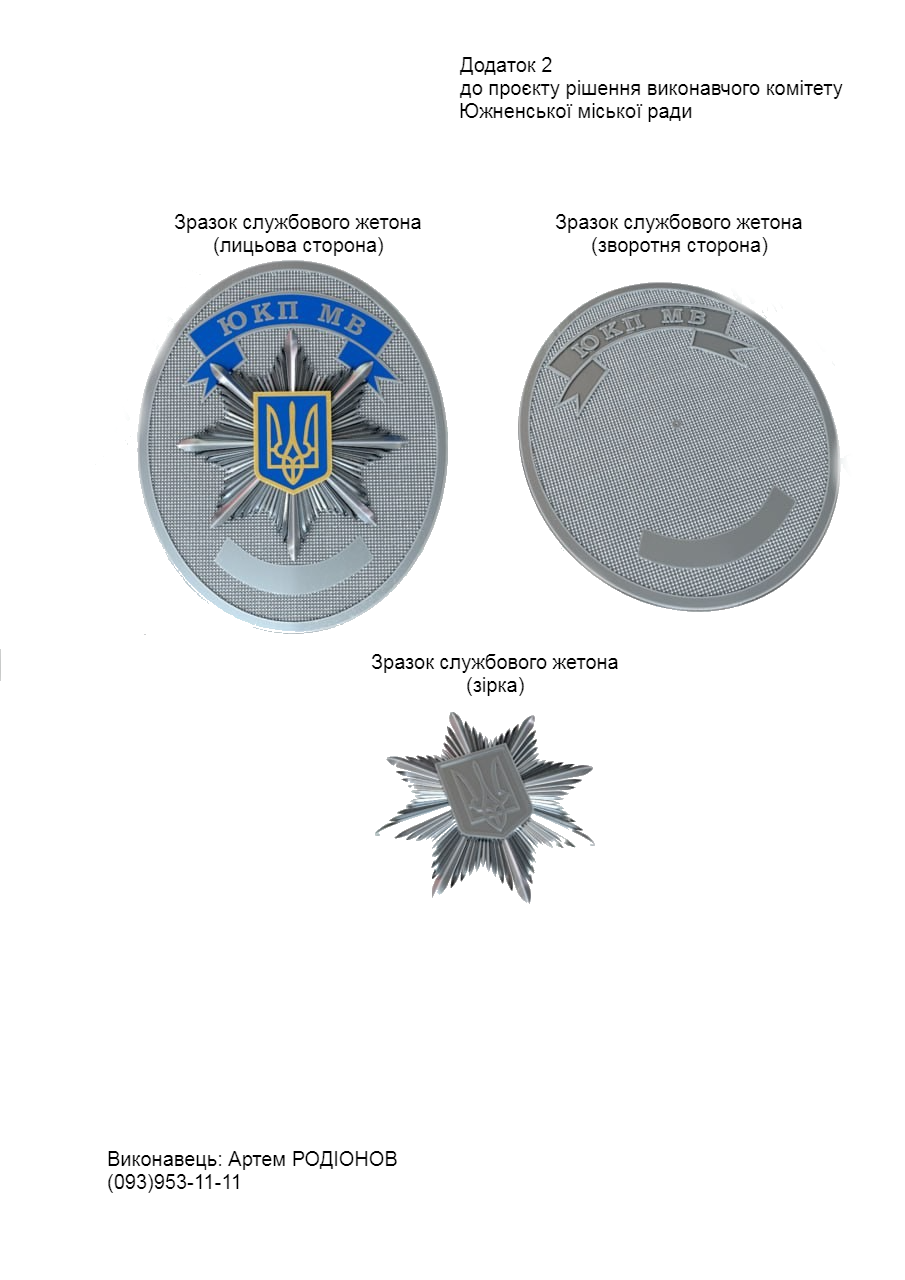 Додаток 2
до проєкту рішення виконавчого комітету
Южненської міської ради
Зразок службового жетона
(лицьова сторона)
Зразок службового жетона
(зворотня сторона)
ЮКП МВ
ЮКП МВ
Зразок службового жетона
(зірка)
Виконавець: Артем РОДІОНОВ
(093)953-11-11